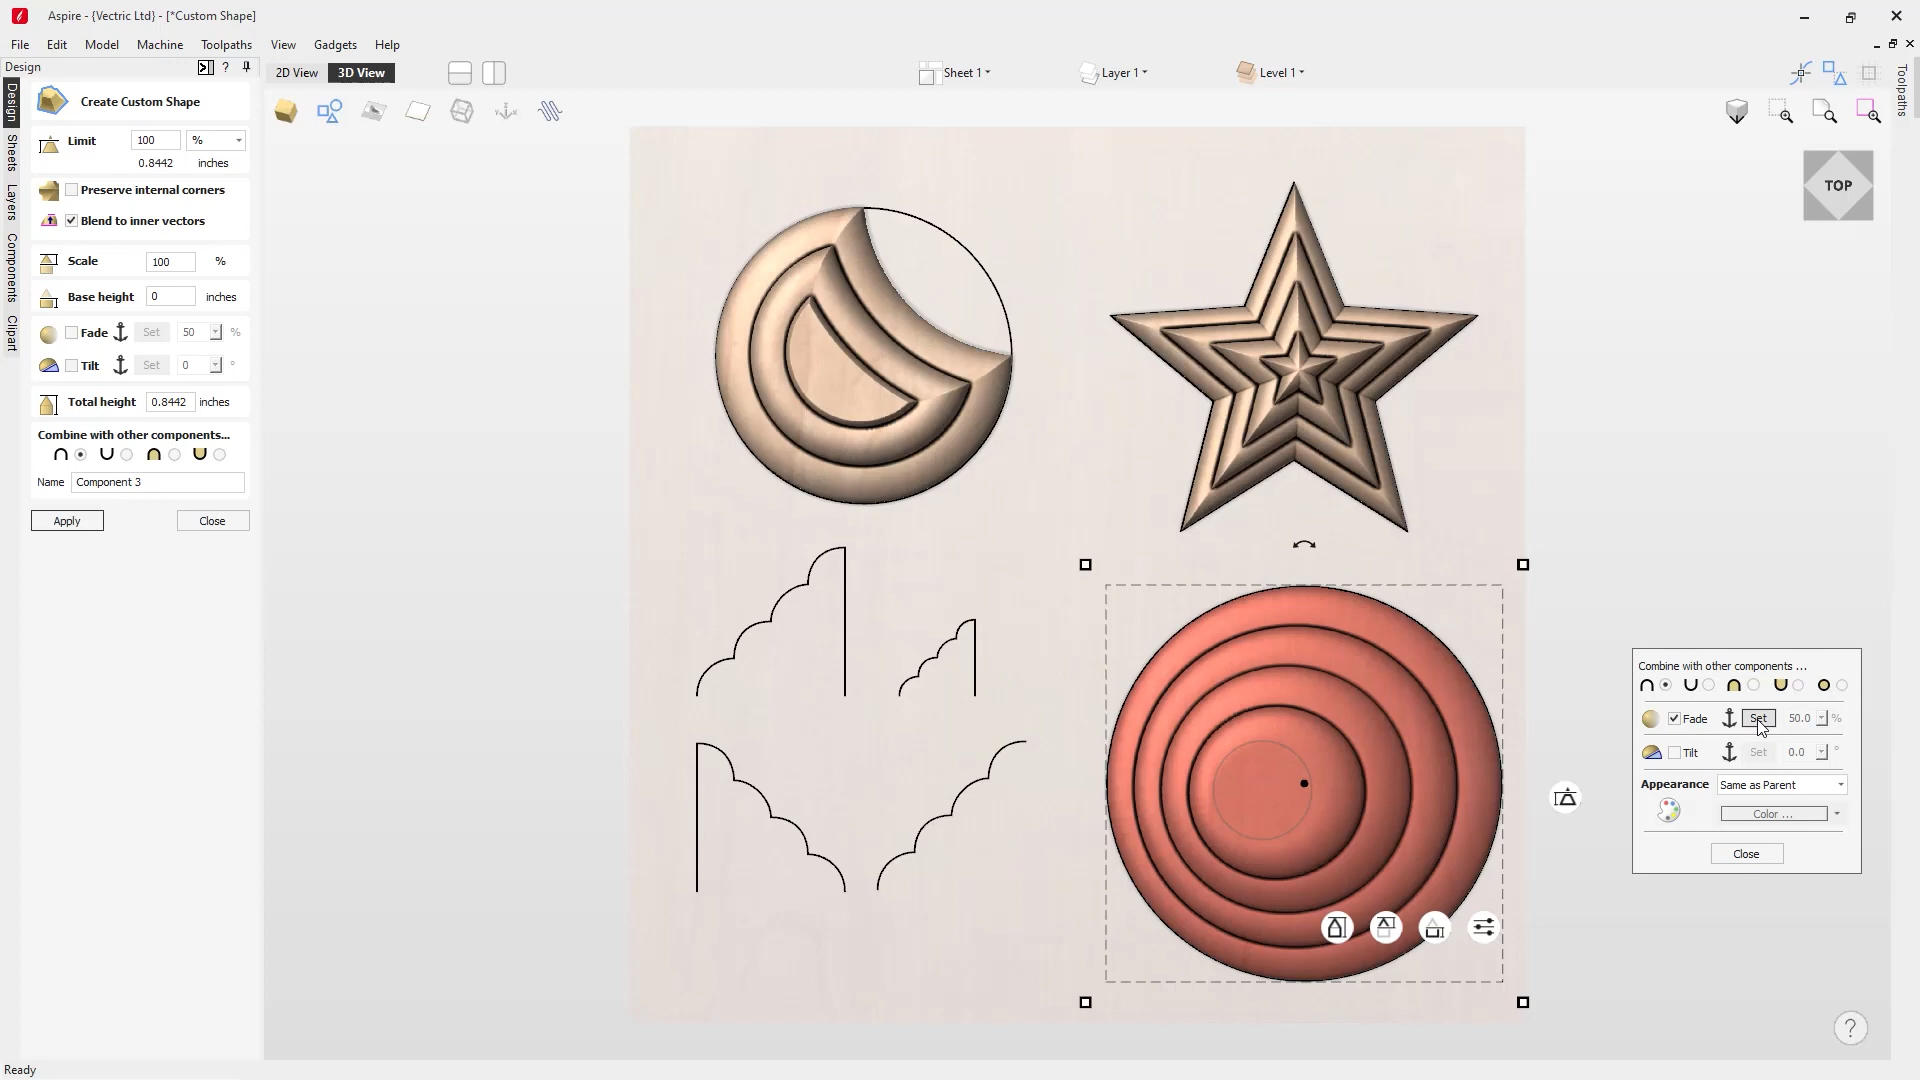 Aspire - {Vectric Ltd} - [*Custom Shape]
File Edit Model Machine Toolpaths View Gadgets Help
Design
2D View 3D View Sheet 1 Layer 1 Level 1
Design
Sheets
Layers
Components
Clipart
Toolpaths
Create Custom Shape
Limit 100 %
0.8442 inches
Preserve internal corners
Blend to inner vectors
Scale 100 %
Base height 0 inches
Fade Set 50 %
Tilt Set 0 °
Total height 0.8442 inches
Combine with other components...
Name Component 3
Apply Close
TOP
Combine with other components ...
Fade Set 50.0 %
Tilt Set 0.0 °
Appearance Same as Parent
Color ...
Close
?
Ready